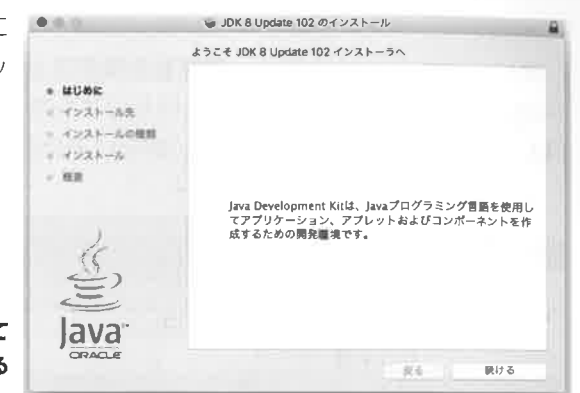 に
ッ
JDK 8 Update 102 のインストール
ようこそ JDK 8 Update 102 インストーラへ
はじめに
インストール先
インストールの種類
インストール
概要
Java Development Kitは、Javaプログラミング言語を使用し
てアプリケーション、アプレットおよびコンポーネントを作
成するための開発環境です。
Java
ORACLE
て
る
戻る
続ける